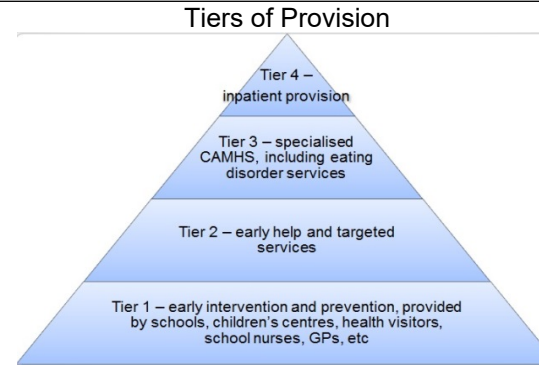 Tiers of Provision
Tier 4 –
inpatient provision
Tier 3 – specialised
CAMHS, including eating
disorder services
Tier 2 – early help and targeted
services
Tier 1 – early intervention and prevention, provided
by schools, children's centres, health visitors,
school nurses, GPs, etc